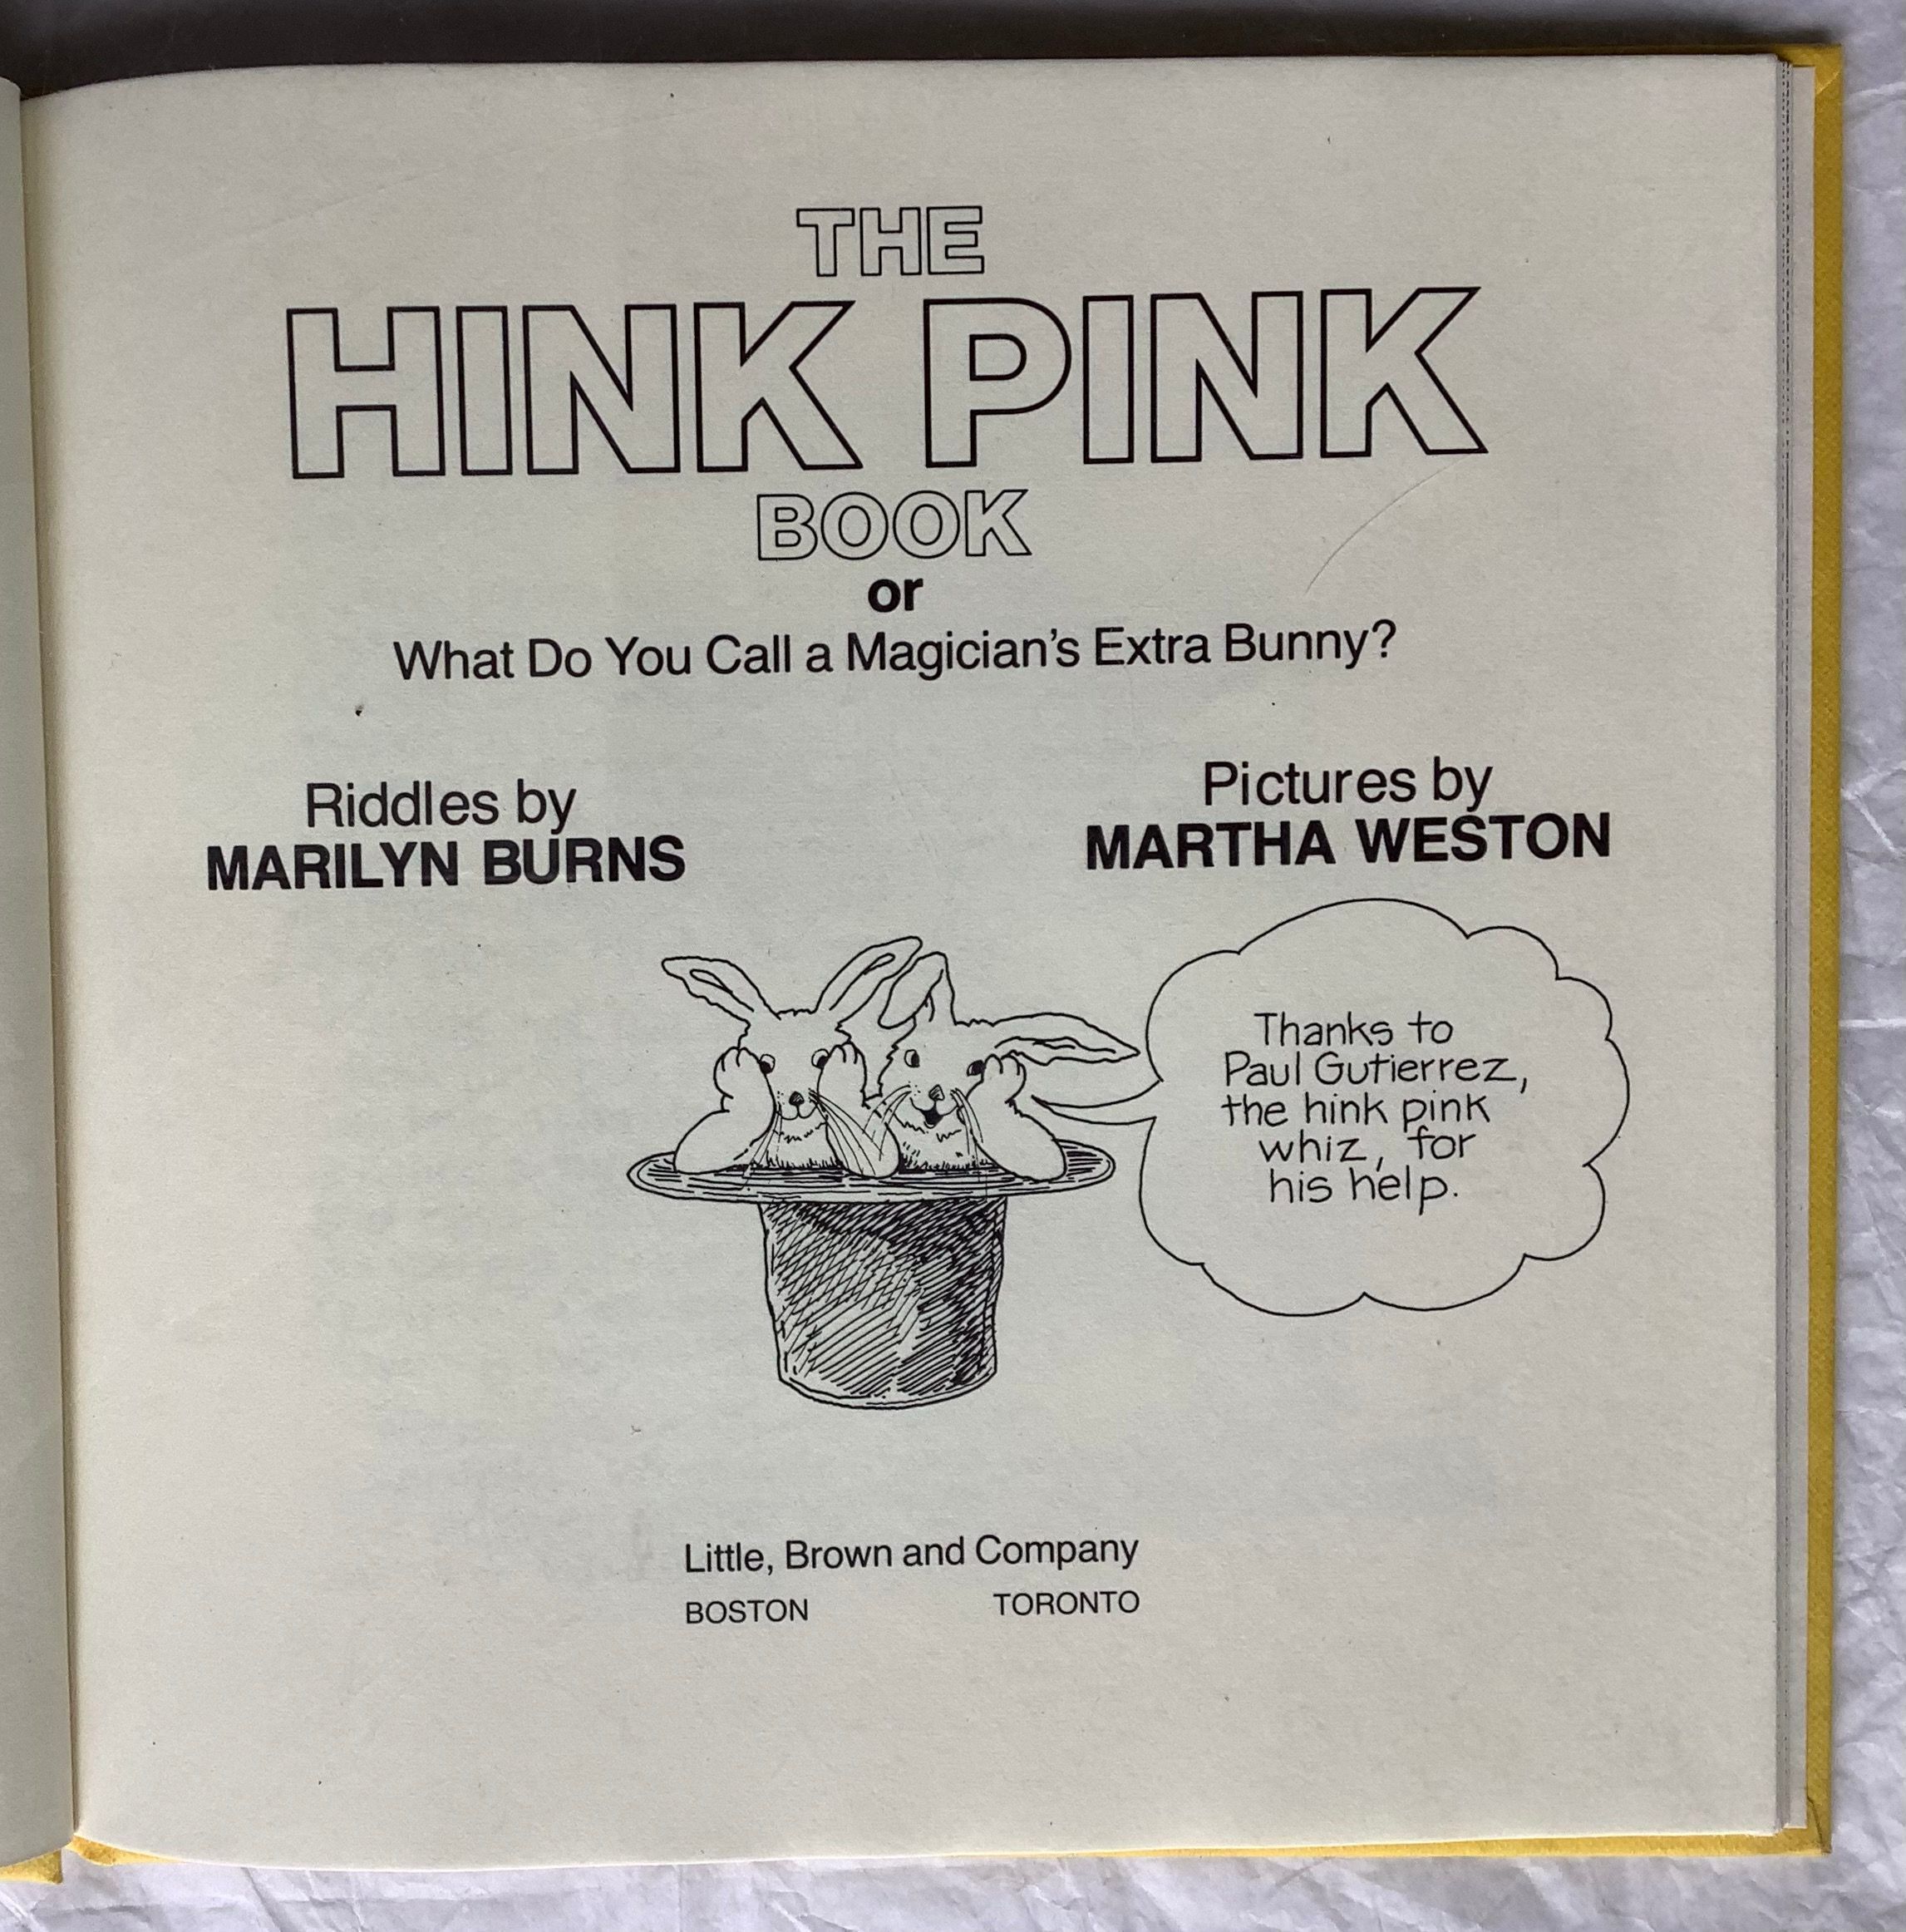 THE
HINK PINK
BOOK
or
What Do You Call a Magician's Extra Bunny?
Riddles by
MARILYN BURNS
Pictures by
MARTHA WESTON
Thanks to
Paul Gutierrez,
the hink pink
whiz, for
his help.
Little, Brown and Company
BOSTON TORONTO